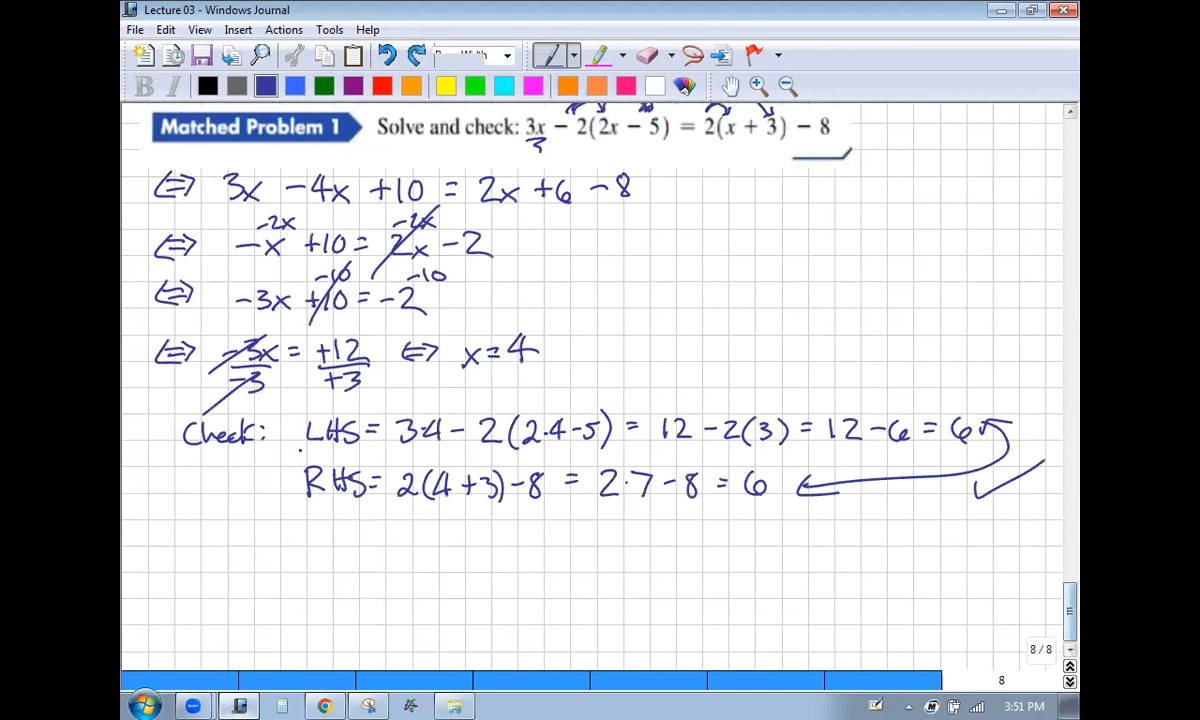 Lecture 03 - Windows Journal
File Edit View Insert Actions Tools Help
Matched Problem 1 Solve and check: 3x − 2(2x − 5) = 2(x + 3) − 8
⇔ 3x − 4x + 10 = 2x + 6 − 8
−2x −2x
⇔ −x + 10 = 2x − 2
−10 −10
⇔ −3x + 10 = −2
⇔ −3x = +12 ⇔ x = 4
−3 +3
Check: LHS = 3·4 − 2(2·4 − 5) = 12 − 2(3) = 12 − 6 = 6
RHS = 2(4 + 3) − 8 = 2·7 − 8 = 6 ✓
8 / 8
8
3:51 PM